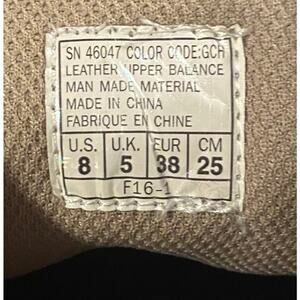 SN 46047 COLOR CODE:GCH
LEATHER UPPER BALANCE
MAN MADE MATERIAL
MADE IN CHINA
FABRIQUE EN CHINE
U.S. U.K. EUR CM
8 5 38 25
F16-1